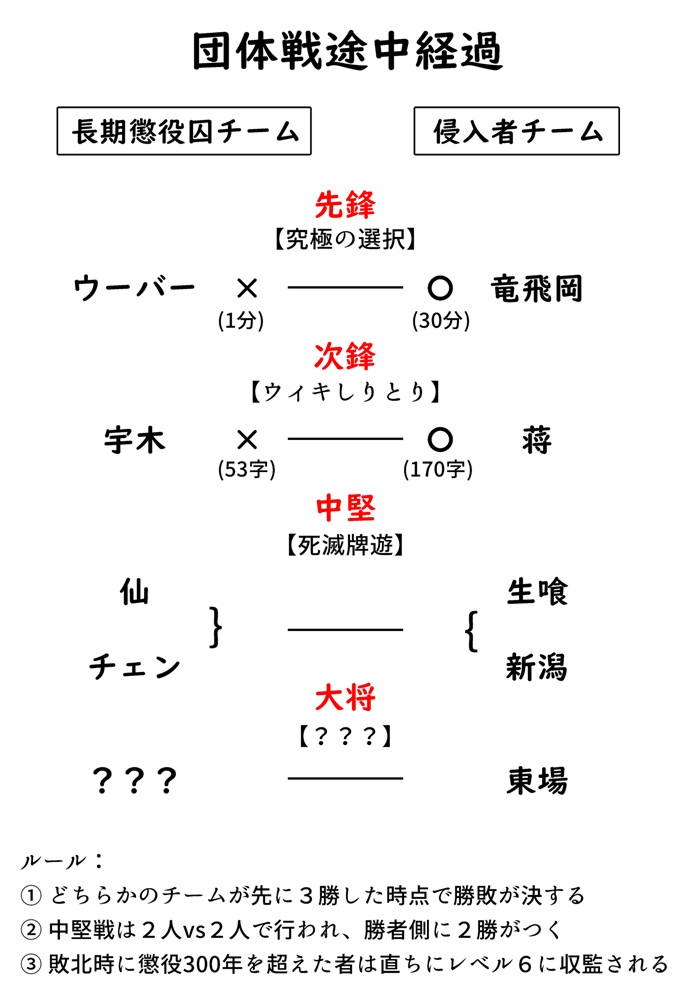 団体戦途中経過
長期懲役囚チーム 侵入者チーム
先鋒
【究極の選択】
ウーバー × ○ 竜飛岡
(1分) (30分)
次鋒
【ウィキしりとり】
宇木 × ○ 蒋
(53字) (170字)
中堅
【死滅牌遊】
仙 生喰
} {
チェン 新潟
大将
【？？？】
？？？ 東場
ルール：
① どちらかのチームが先に３勝した時点で勝敗が決する
② 中堅戦は２人vs２人で行われ、勝者側に２勝がつく
③ 敗北時に懲役300年を超えた者は直ちにレベル６に収監される